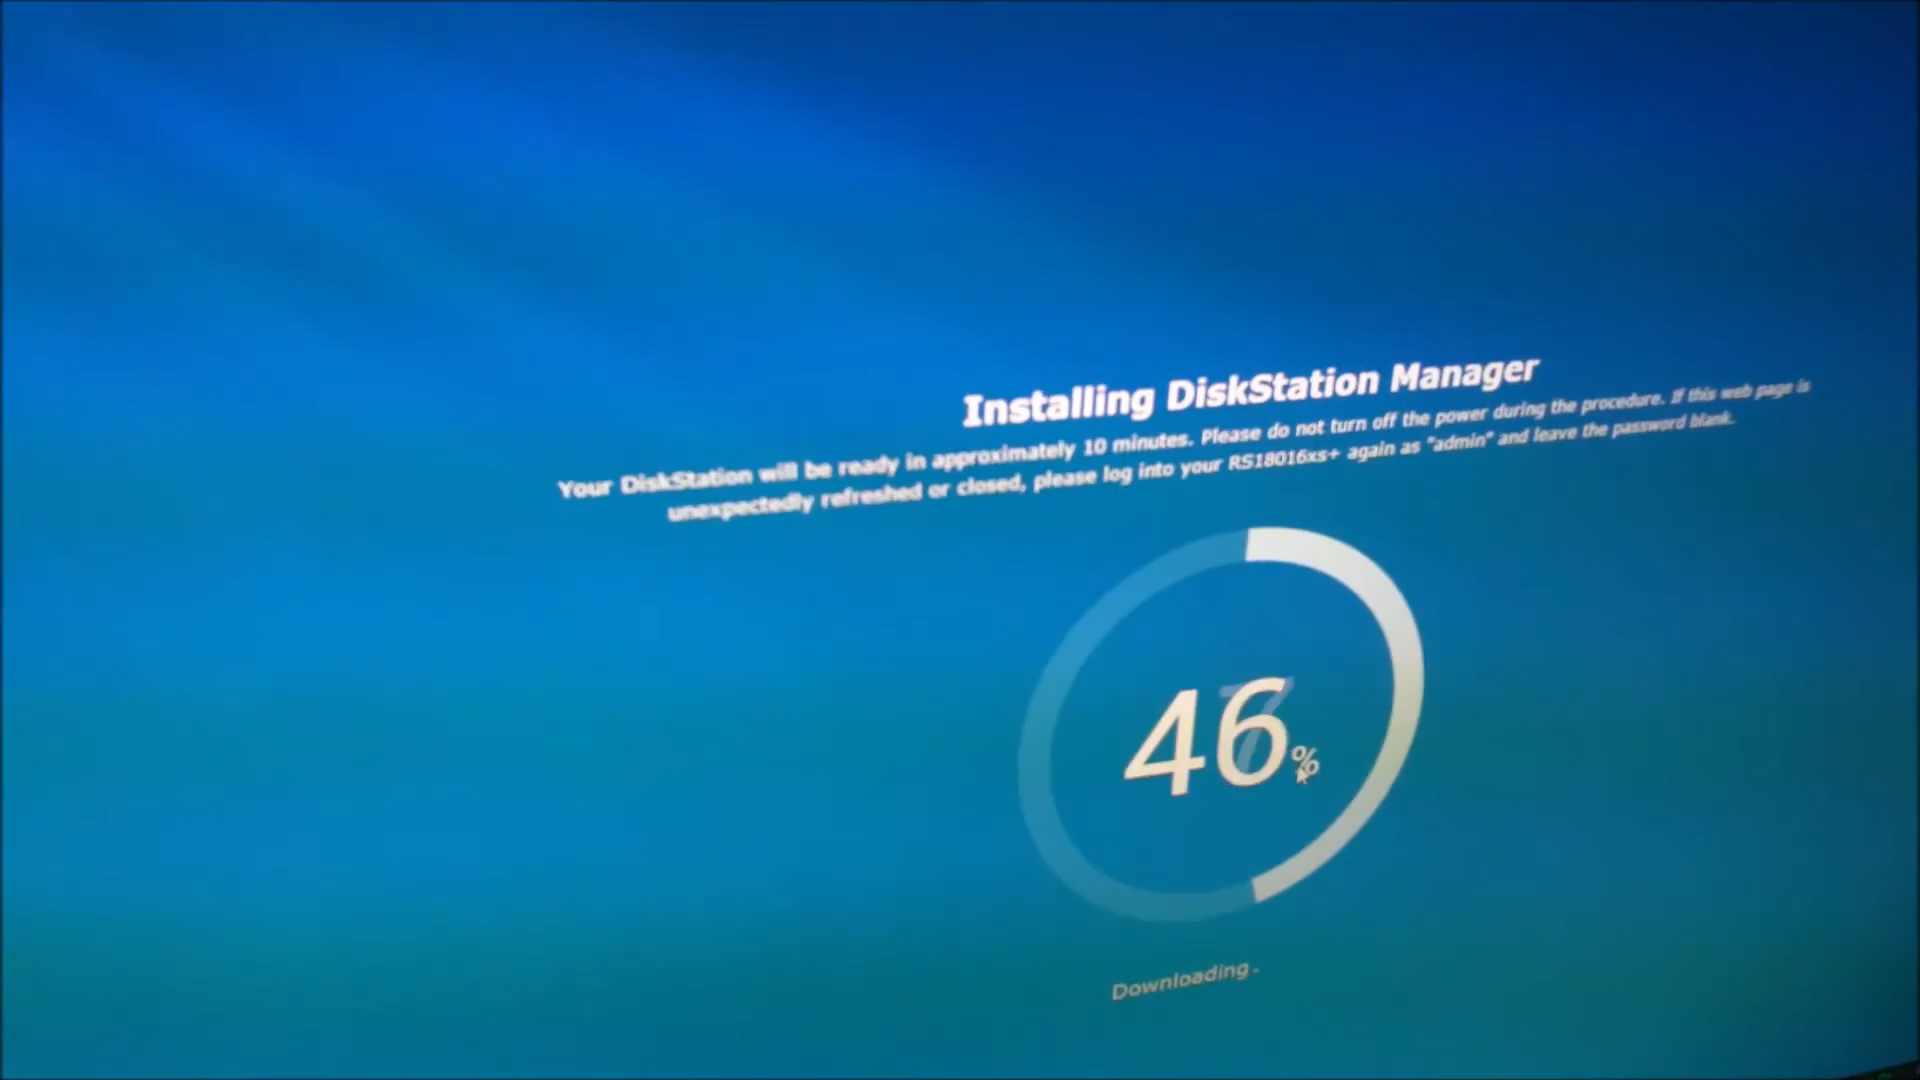 Installing DiskStation Manager
Your DiskStation will be ready in approximately 10 minutes. Please do not turn off the power during the procedure. If this web page is
unexpectedly refreshed or closed, please log into your RS18016xs+ again as "admin" and leave the password blank.
46%
Downloading.